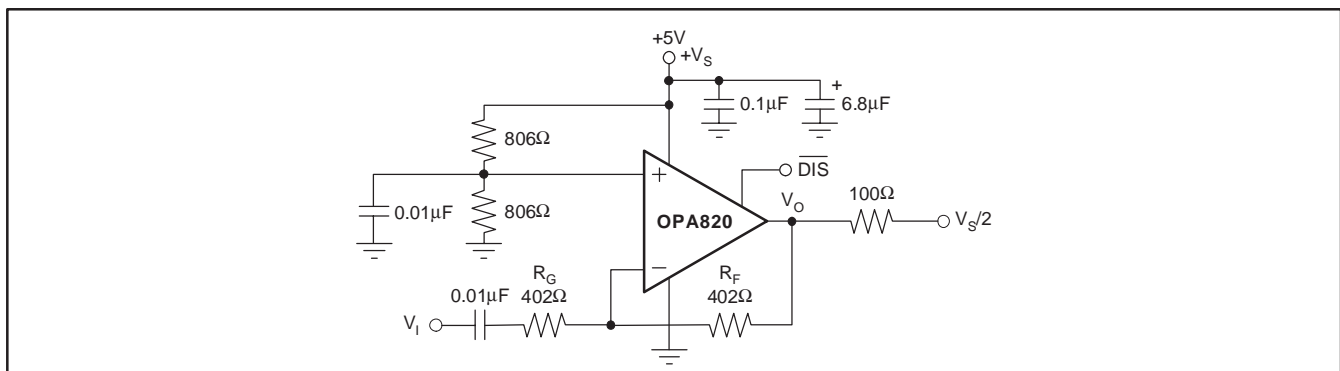 +5V
+V_S
0.1μF
+
6.8μF
806Ω
+
D̅I̅S̅
0.01μF
806Ω
OPA820
V_O
100Ω
V_S/2
−
0.01μF
R_G
402Ω
R_F
402Ω
V_I